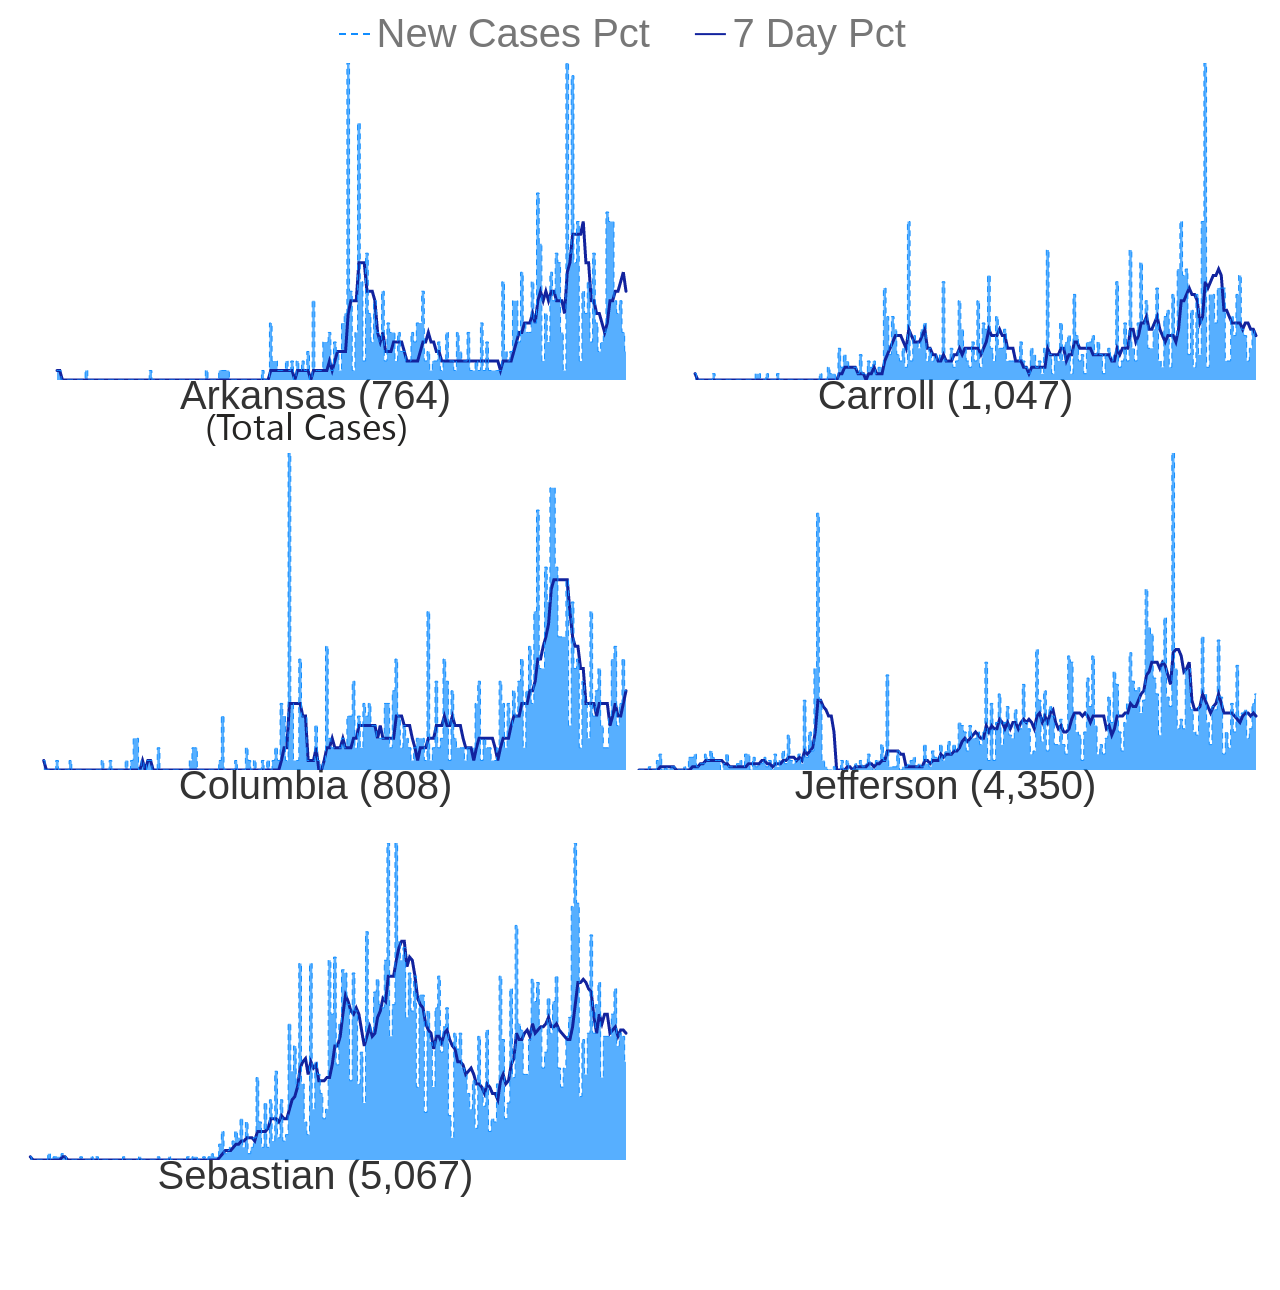 New Cases Pct 7 Day Pct
Arkansas (764) Carroll (1,047)
(Total Cases)
Columbia (808) Jefferson (4,350)
Sebastian (5,067)